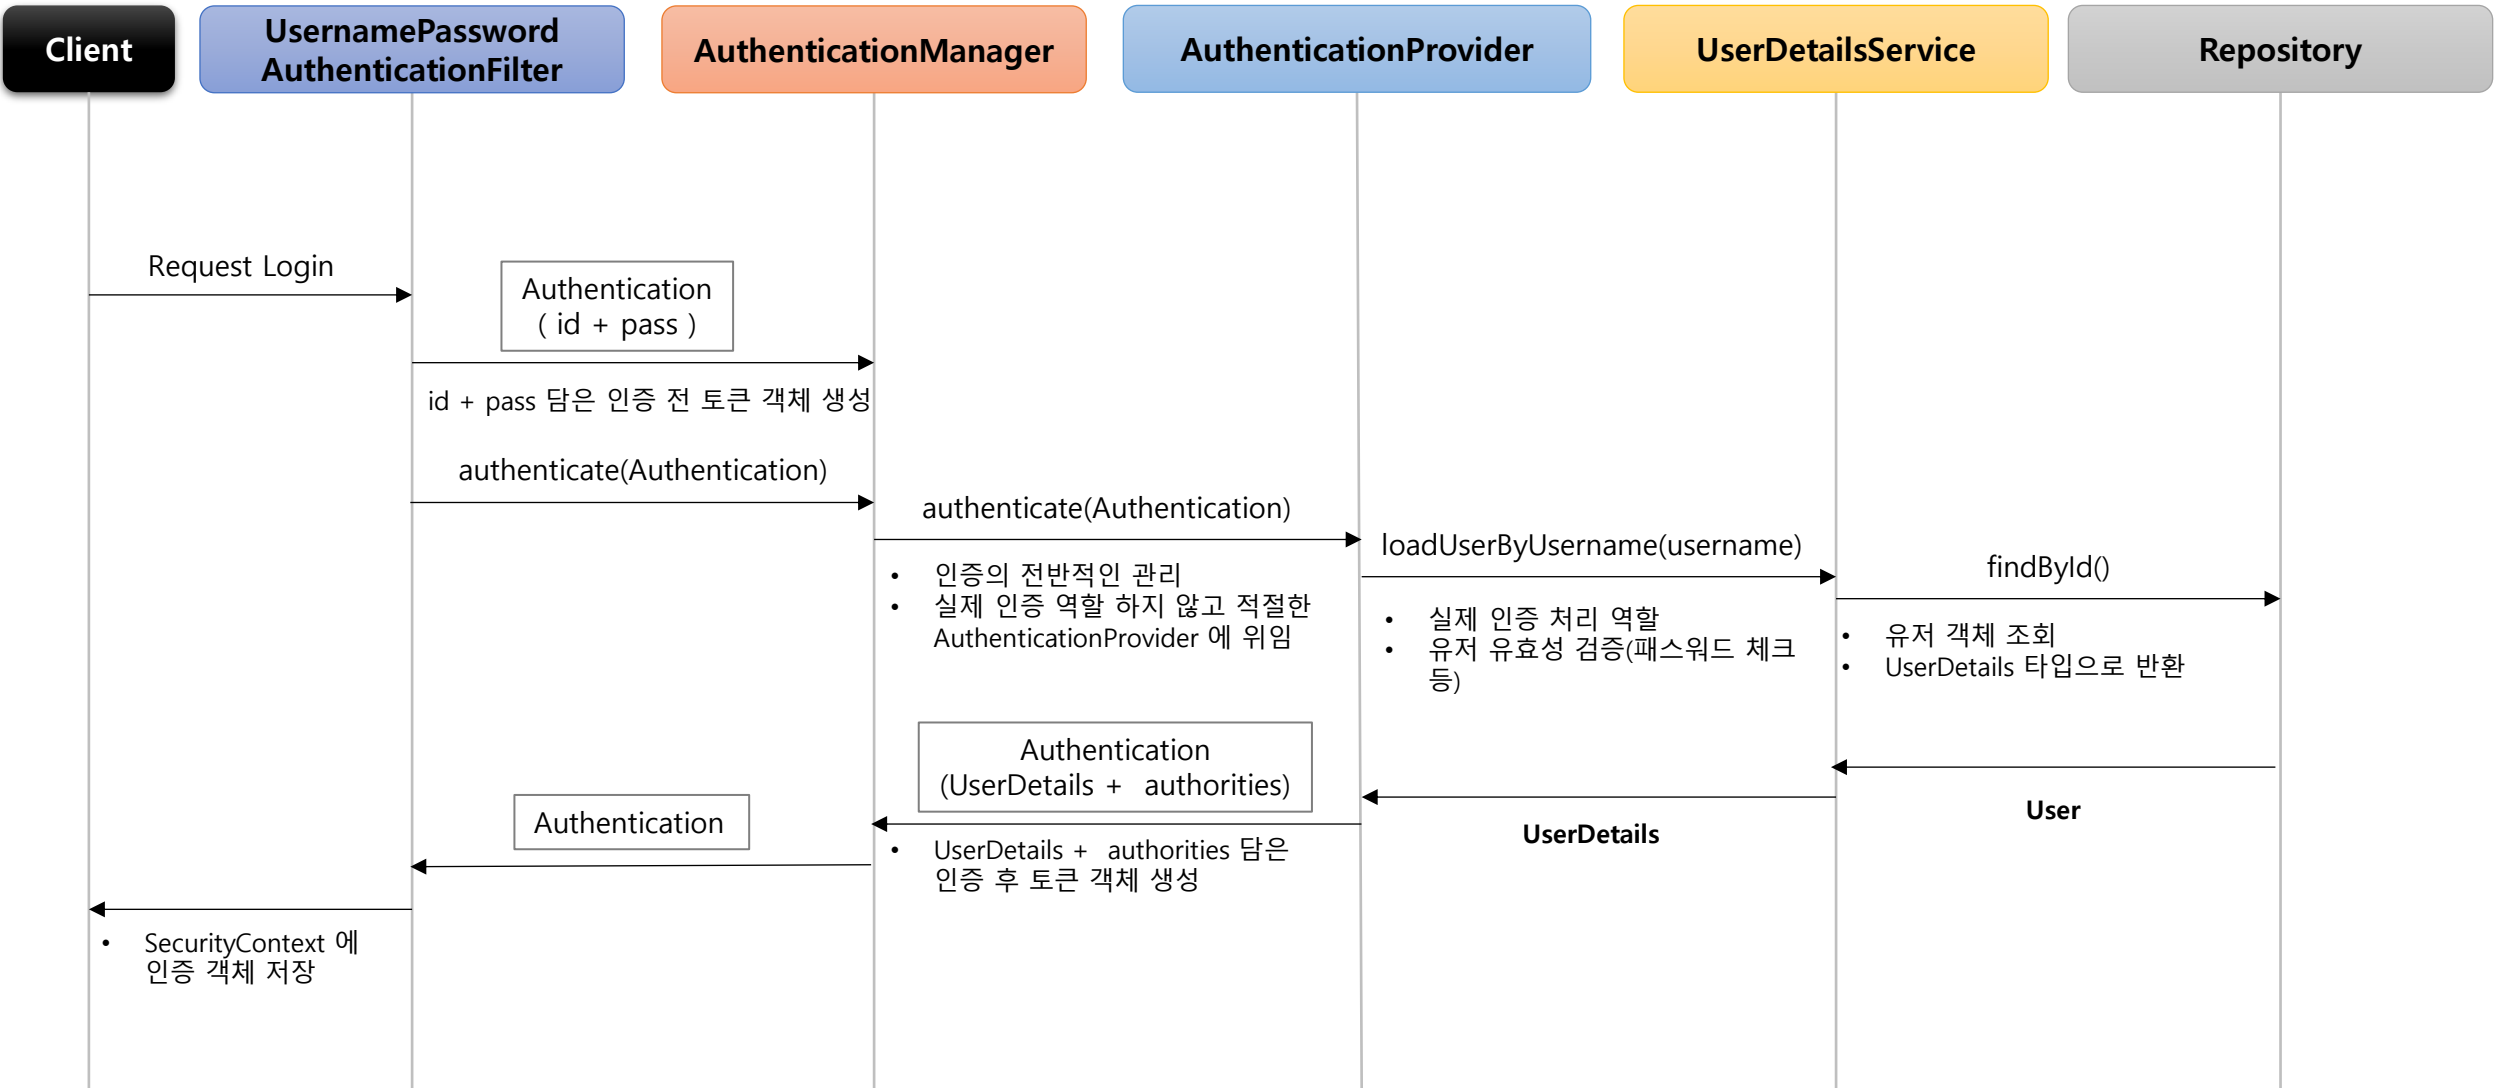 Client
UsernamePassword
AuthenticationFilter
AuthenticationManager
AuthenticationProvider
UserDetailsService
Repository
Request Login
Authentication
( id + pass )
id + pass 담은 인증 전 토큰 객체 생성
authenticate(Authentication)
authenticate(Authentication)
• 인증의 전반적인 관리
• 실제 인증 역할 하지 않고 적절한
AuthenticationProvider 에 위임
loadUserByUsername(username)
• 실제 인증 처리 역할
• 유저 유효성 검증(패스워드 체크
등)
findById()
• 유저 객체 조회
• UserDetails 타입으로 반환
User
UserDetails
Authentication
(UserDetails + authorities)
• UserDetails + authorities 담은
인증 후 토큰 객체 생성
Authentication
• SecurityContext 에
인증 객체 저장